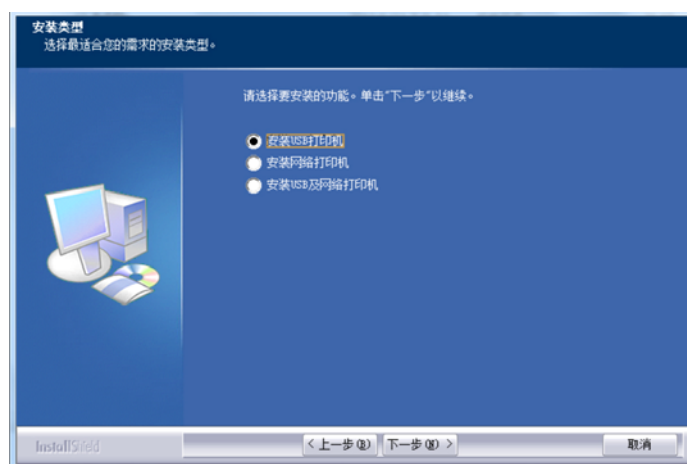 安装类型
选择最适合您的需求的安装类型。
请选择要安装的功能。单击“下一步”以继续。
安装USB打印机
安装网络打印机
安装USB及网络打印机
InstallShield
< 上一步(B) 下一步(N) > 取消